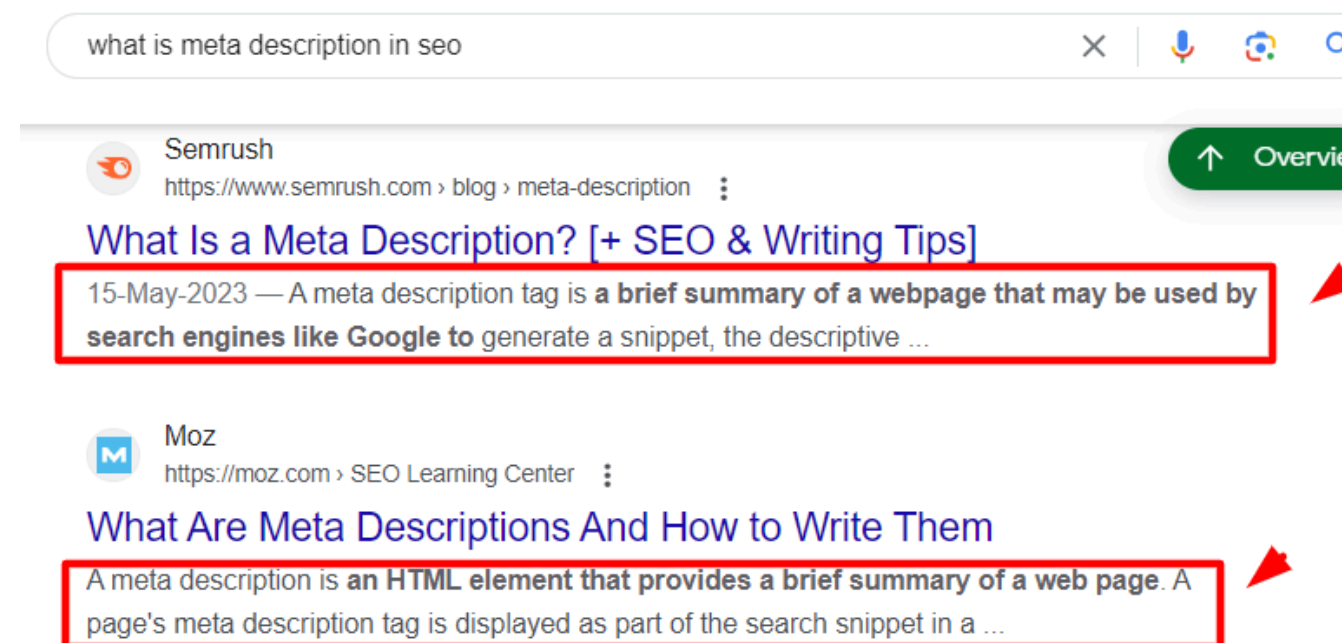 what is meta description in seo
Overvie
Semrush
https://www.semrush.com › blog › meta-description
What Is a Meta Description? [+ SEO & Writing Tips]
15-May-2023 — A meta description tag is a brief summary of a webpage that may be used by
search engines like Google to generate a snippet, the descriptive ...
Moz
https://moz.com › SEO Learning Center
What Are Meta Descriptions And How to Write Them
A meta description is an HTML element that provides a brief summary of a web page. A
page's meta description tag is displayed as part of the search snippet in a ...